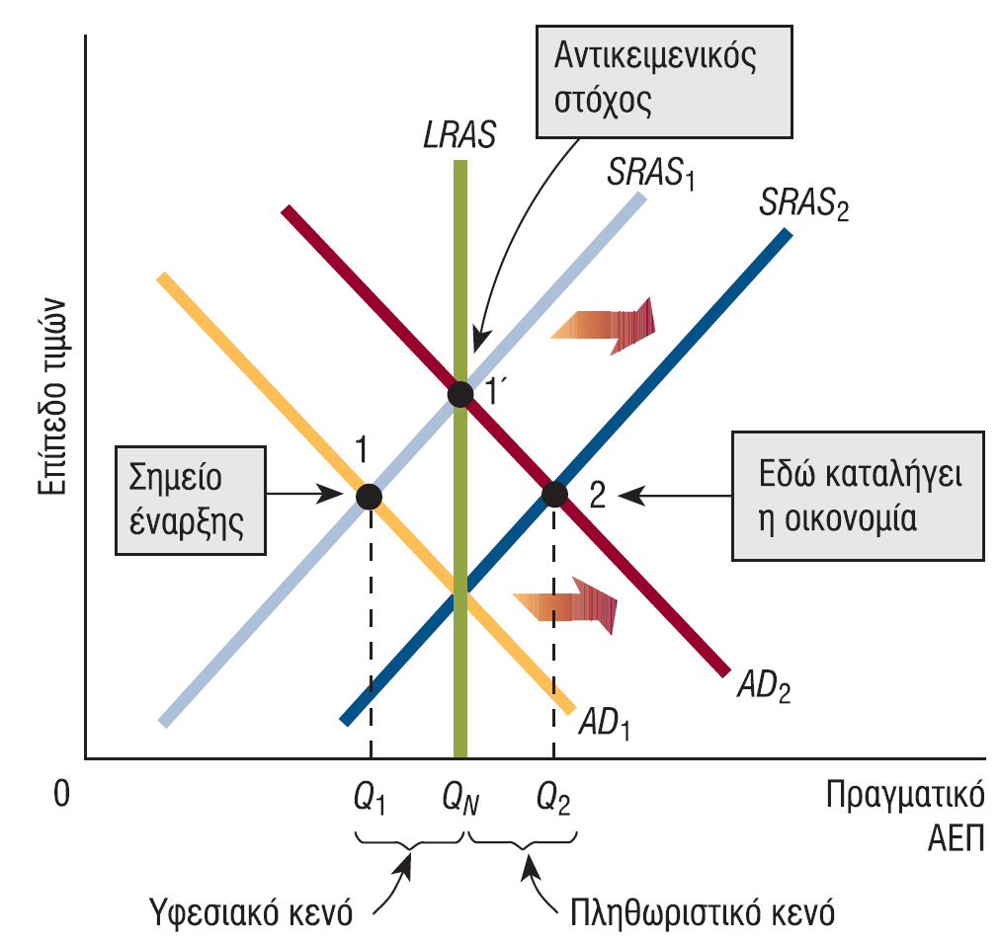 Αντικειμενικός
στόχος
LRAS
SRAS1
SRAS2
Επίπεδο τιμών
1΄
1
Σημείο
έναρξης
2
Εδώ καταλήγει
η οικονομία
AD2
AD1
0
Q1
QN
Q2
Πραγματικό
ΑΕΠ
Υφεσιακό κενό
Πληθωριστικό κενό